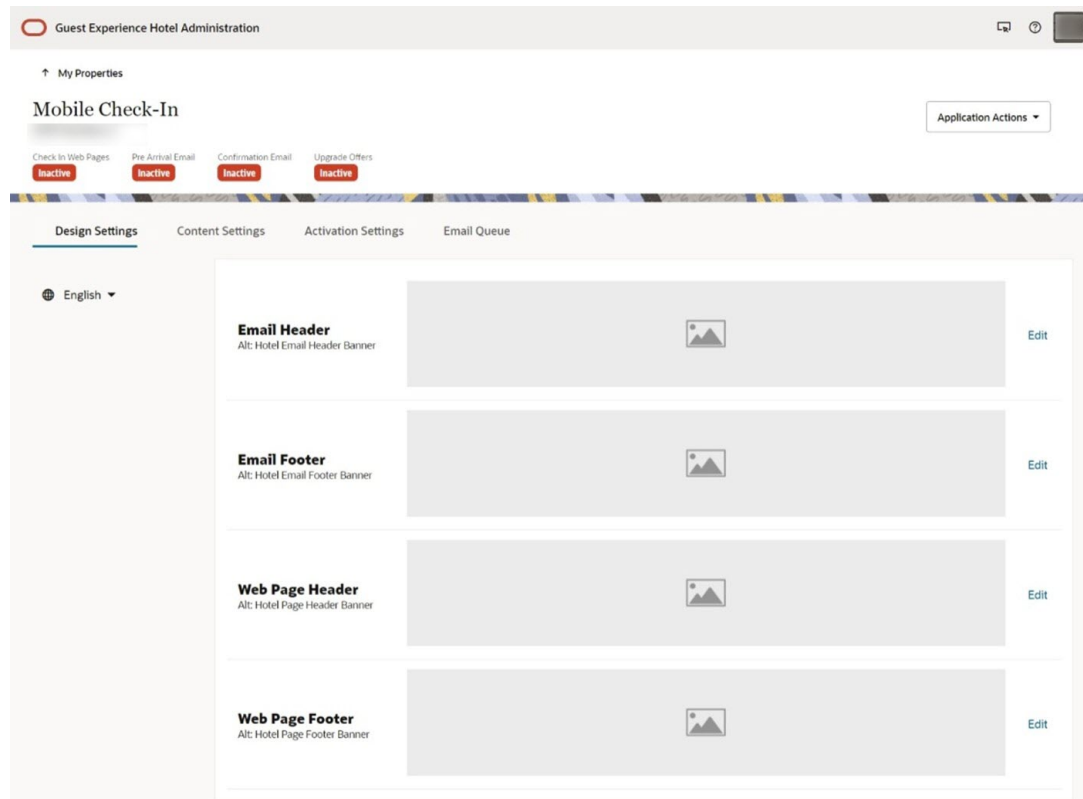 Guest Experience Hotel Administration
My Properties
Mobile Check-In
Application Actions
Check In Web Pages Pre Arrival Email Confirmation Email Upgrade Offers
Inactive Inactive Inactive Inactive
Design Settings Content Settings Activation Settings Email Queue
English
Email Header
Alt: Hotel Email Header Banner
Edit
Email Footer
Alt: Hotel Email Footer Banner
Edit
Web Page Header
Alt: Hotel Page Header Banner
Edit
Web Page Footer
Alt: Hotel Page Footer Banner
Edit